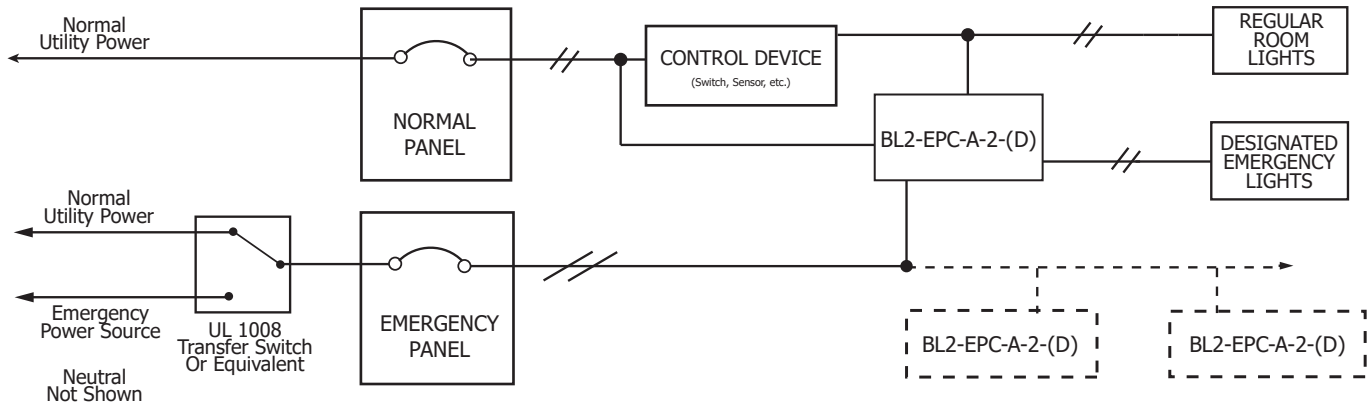 Normal
Utility Power
NORMAL
PANEL
CONTROL DEVICE
(Switch, Sensor, etc.)
REGULAR
ROOM
LIGHTS
BL2-EPC-A-2-(D)
DESIGNATED
EMERGENCY
LIGHTS
Normal
Utility Power
Emergency
Power Source
UL 1008
Transfer Switch
Or Equivalent
EMERGENCY
PANEL
BL2-EPC-A-2-(D)
BL2-EPC-A-2-(D)
Neutral
Not Shown